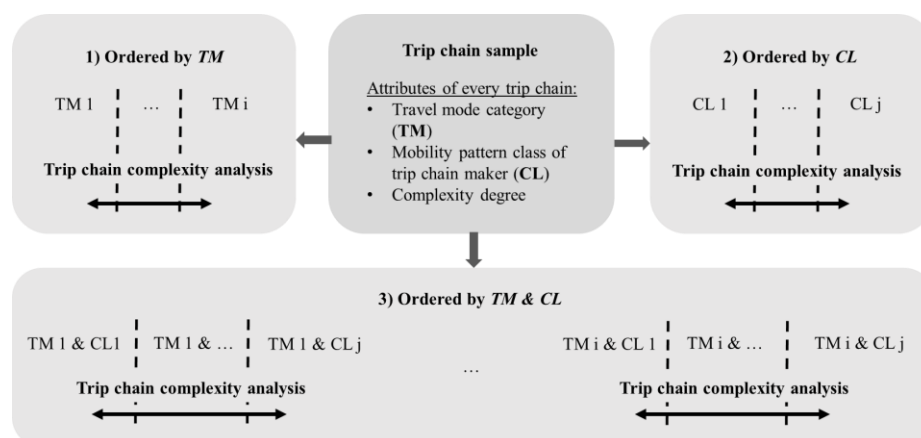 1) Ordered by TM
TM 1 … TM i
Trip chain complexity analysis
Trip chain sample
Attributes of every trip chain:
• Travel mode category
(TM)
• Mobility pattern class of
trip chain maker (CL)
• Complexity degree
2) Ordered by CL
CL 1 … CL j
Trip chain complexity analysis
3) Ordered by TM & CL
TM 1 & CL1 TM 1 & … TM 1 & CL j
Trip chain complexity analysis
…
TM i & CL 1 TM i & … TM i & CL j
Trip chain complexity analysis